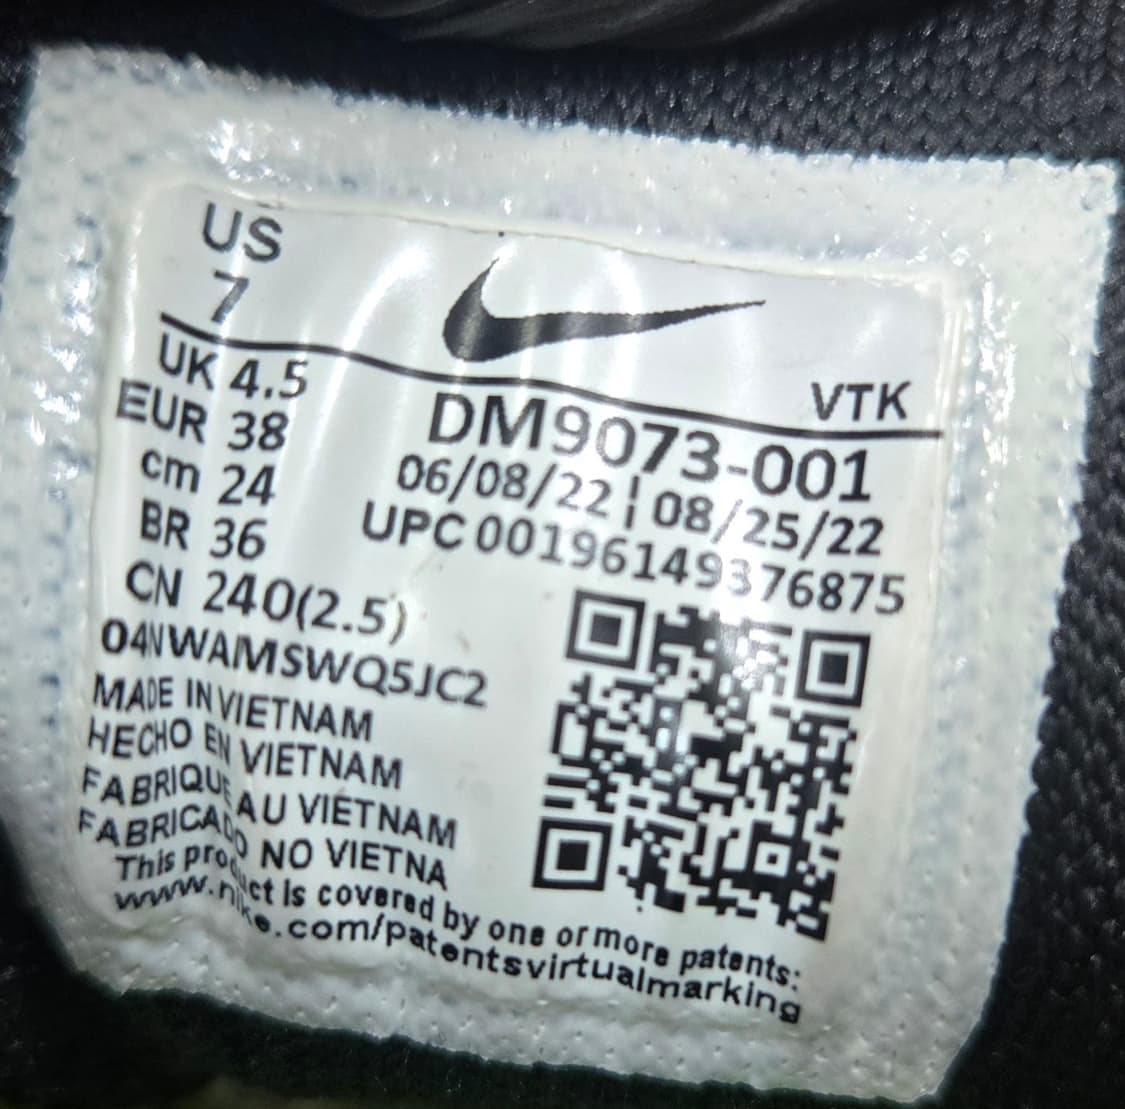 US
7
VTK
UK 4.5
EUR 38
cm 24
BR 36
CN 240(2.5)
DM9073-001
06/08/22 ¦ 08/25/22
UPC 00196149376875
04NWAMSWQ5JC2
MADE IN VIETNAM
HECHO EN VIETNAM
FABRIQUE AU VIETNAM
FABRICADO NO VIETNA
This product is covered by one or more patents:
www.nike.com/patentsvirtualmarking